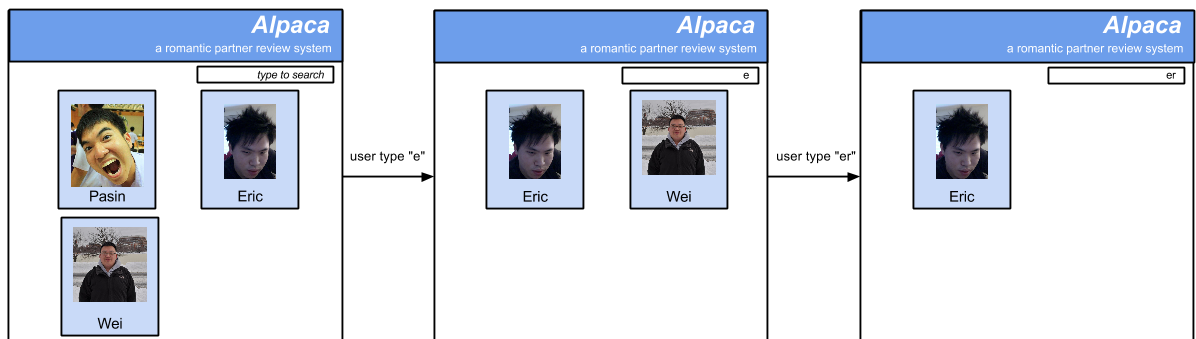 Alpaca
a romantic partner review system
type to search
Pasin
Eric
Wei
user type "e"
Alpaca
a romantic partner review system
e
Eric
Wei
user type "er"
Alpaca
a romantic partner review system
er
Eric